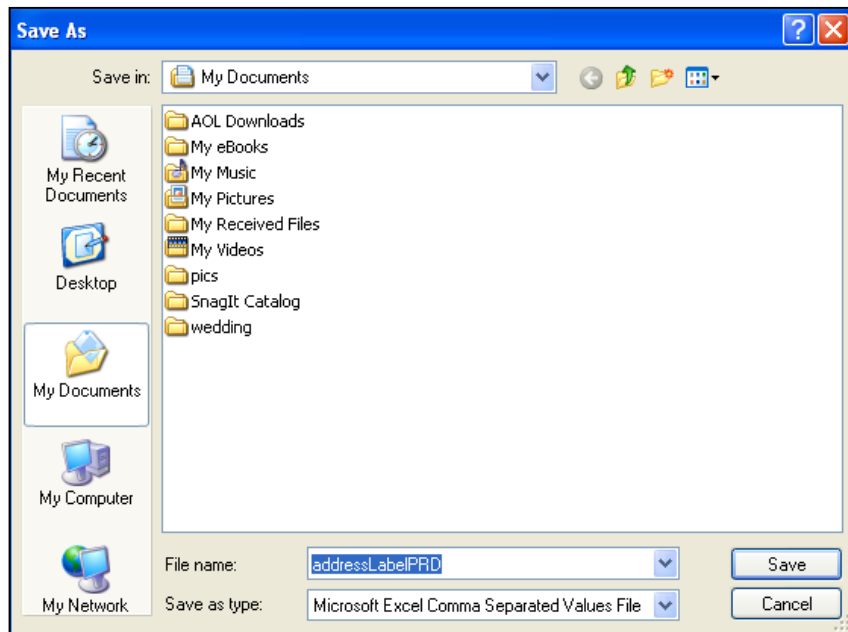 Save As
Save in:
My Documents
My Recent
Documents
Desktop
My Documents
My Computer
My Network
AOL Downloads
My eBooks
My Music
My Pictures
My Received Files
My Videos
pics
SnagIt Catalog
wedding
File name:
addressLabelPRD
Save
Save as type:
Microsoft Excel Comma Separated Values File
Cancel